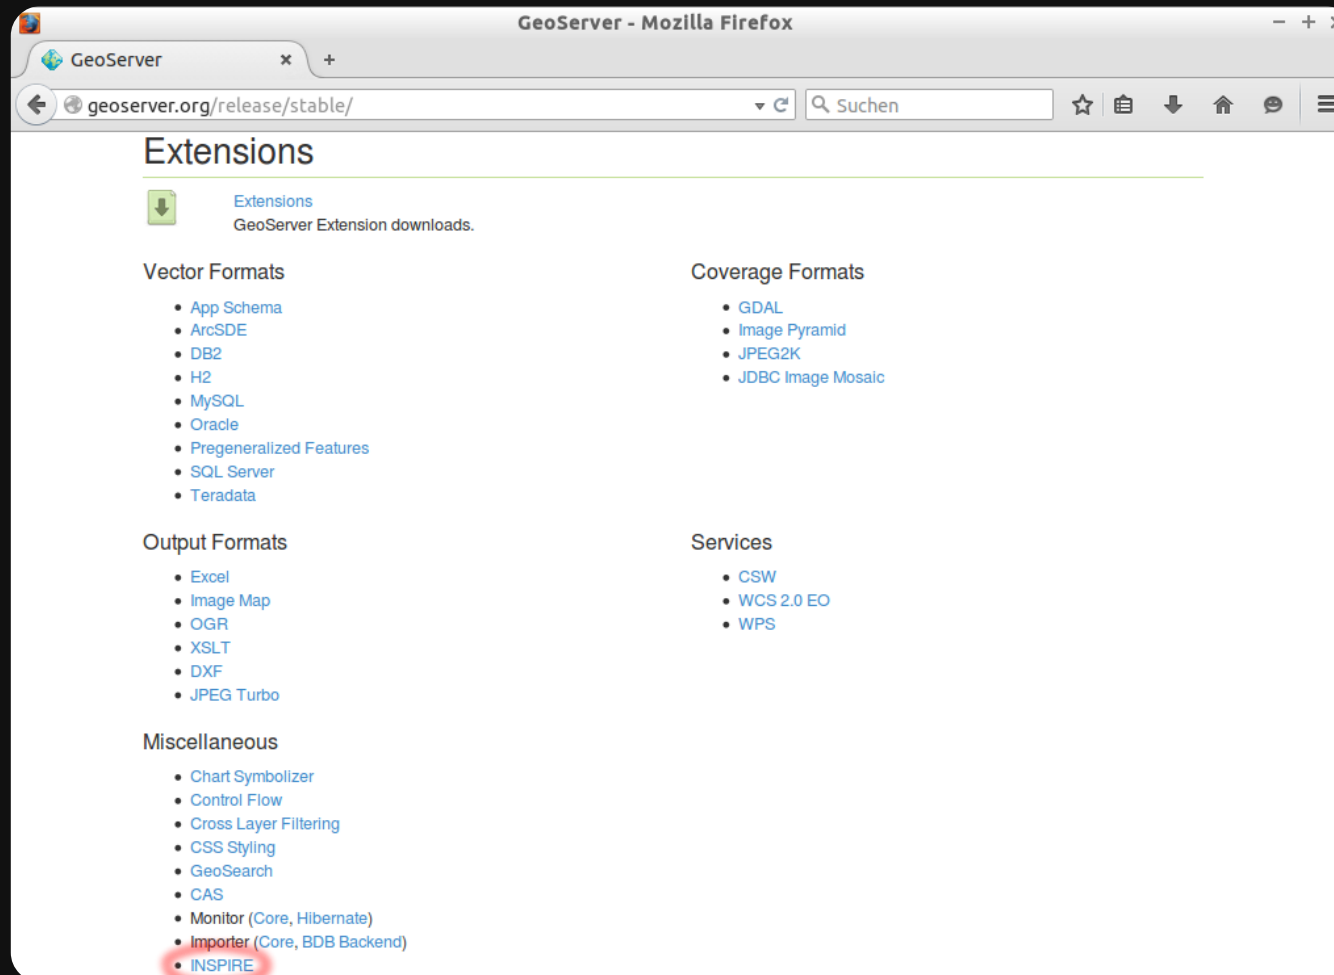 GeoServer - Mozilla Firefox
GeoServer
geoserver.org/release/stable/
Suchen
Extensions
Extensions
GeoServer Extension downloads.
Vector Formats
App Schema
ArcSDE
DB2
H2
MySQL
Oracle
Pregeneralized Features
SQL Server
Teradata
Coverage Formats
GDAL
Image Pyramid
JPEG2K
JDBC Image Mosaic
Output Formats
Excel
Image Map
OGR
XSLT
DXF
JPEG Turbo
Services
CSW
WCS 2.0 EO
WPS
Miscellaneous
Chart Symbolizer
Control Flow
Cross Layer Filtering
CSS Styling
GeoSearch
CAS
Monitor (Core, Hibernate)
Importer (Core, BDB Backend)
INSPIRE